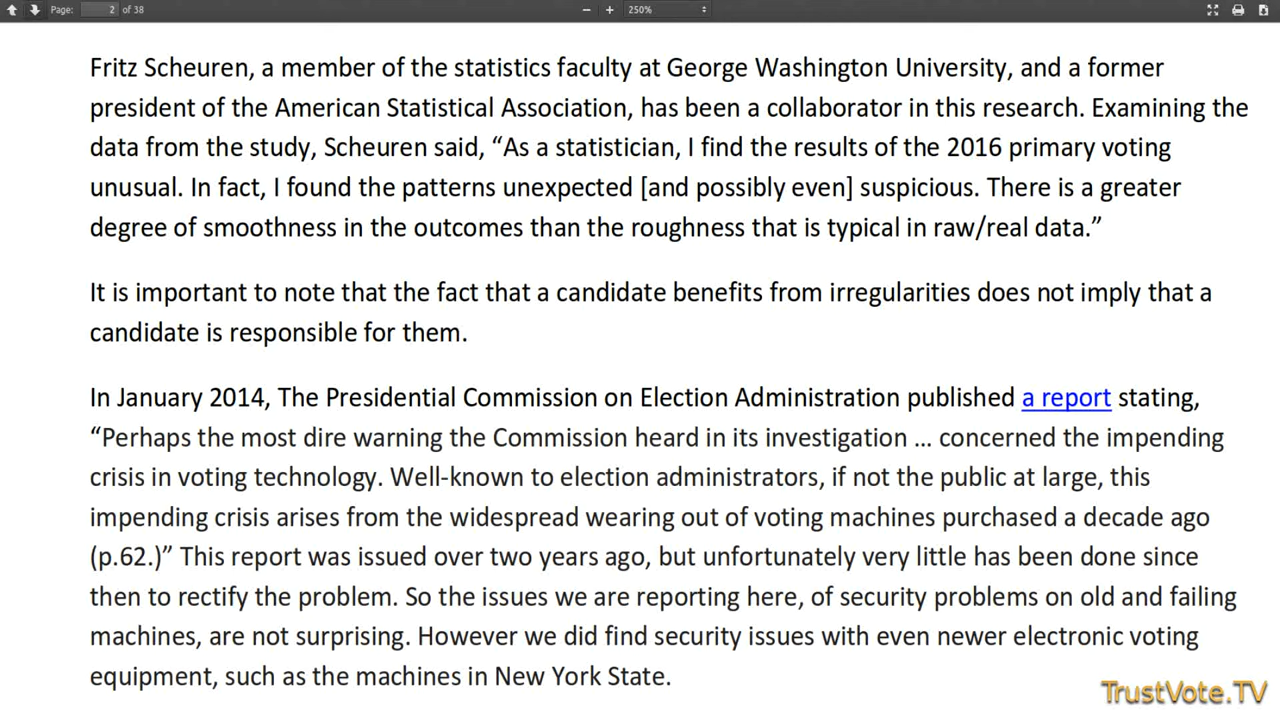 Page: 2 of 38 250%
Fritz Scheuren, a member of the statistics faculty at George Washington University, and a former
president of the American Statistical Association, has been a collaborator in this research. Examining the
data from the study, Scheuren said, “As a statistician, I find the results of the 2016 primary voting
unusual. In fact, I found the patterns unexpected [and possibly even] suspicious. There is a greater
degree of smoothness in the outcomes than the roughness that is typical in raw/real data.”
It is important to note that the fact that a candidate benefits from irregularities does not imply that a
candidate is responsible for them.
In January 2014, The Presidential Commission on Election Administration published a report stating,
“Perhaps the most dire warning the Commission heard in its investigation … concerned the impending
crisis in voting technology. Well-known to election administrators, if not the public at large, this
impending crisis arises from the widespread wearing out of voting machines purchased a decade ago
(p.62.)” This report was issued over two years ago, but unfortunately very little has been done since
then to rectify the problem. So the issues we are reporting here, of security problems on old and failing
machines, are not surprising. However we did find security issues with even newer electronic voting
equipment, such as the machines in New York State.
TrustVote.TV